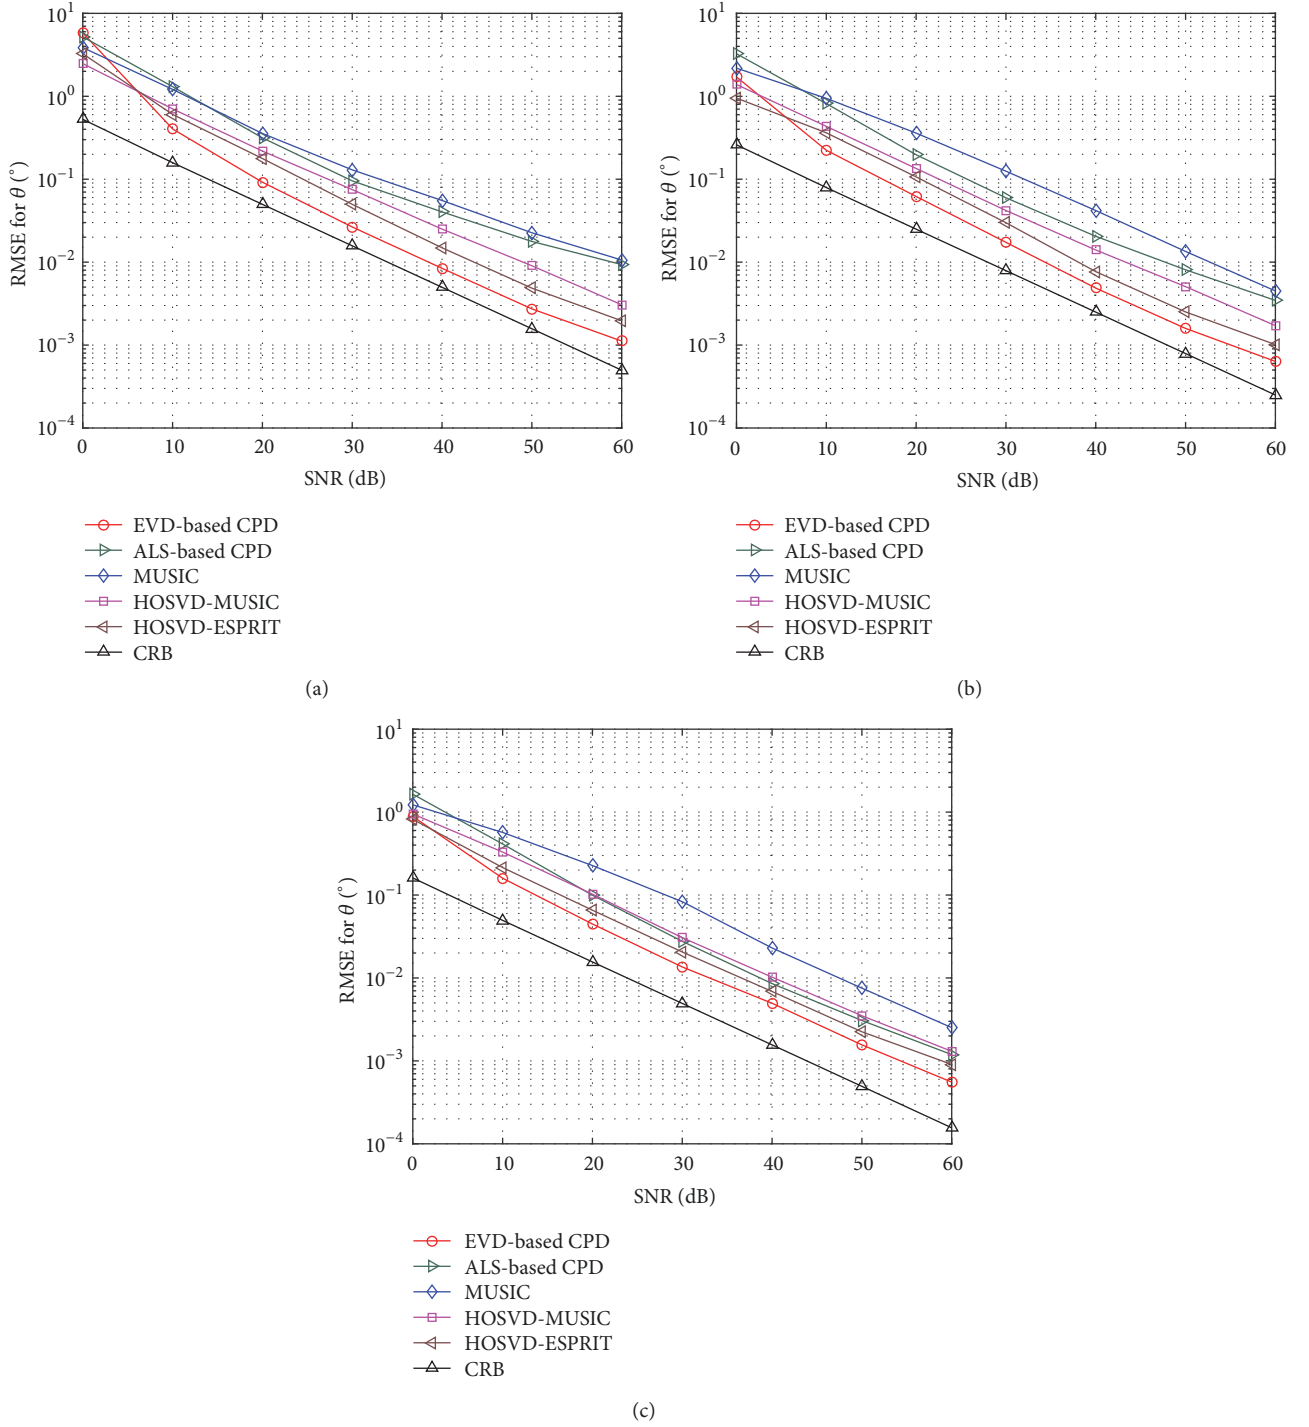 10^1
10^0
10^−1
10^−2
10^−3
10^−4
RMSE for θ (°)
0 10 20 30 40 50 60
SNR (dB)
EVD-based CPD
ALS-based CPD
MUSIC
HOSVD-MUSIC
HOSVD-ESPRIT
CRB
(a)
10^1
10^0
10^−1
10^−2
10^−3
10^−4
RMSE for θ (°)
0 10 20 30 40 50 60
SNR (dB)
EVD-based CPD
ALS-based CPD
MUSIC
HOSVD-MUSIC
HOSVD-ESPRIT
CRB
(b)
10^1
10^0
10^−1
10^−2
10^−3
10^−4
RMSE for θ (°)
0 10 20 30 40 50 60
SNR (dB)
EVD-based CPD
ALS-based CPD
MUSIC
HOSVD-MUSIC
HOSVD-ESPRIT
CRB
(c)